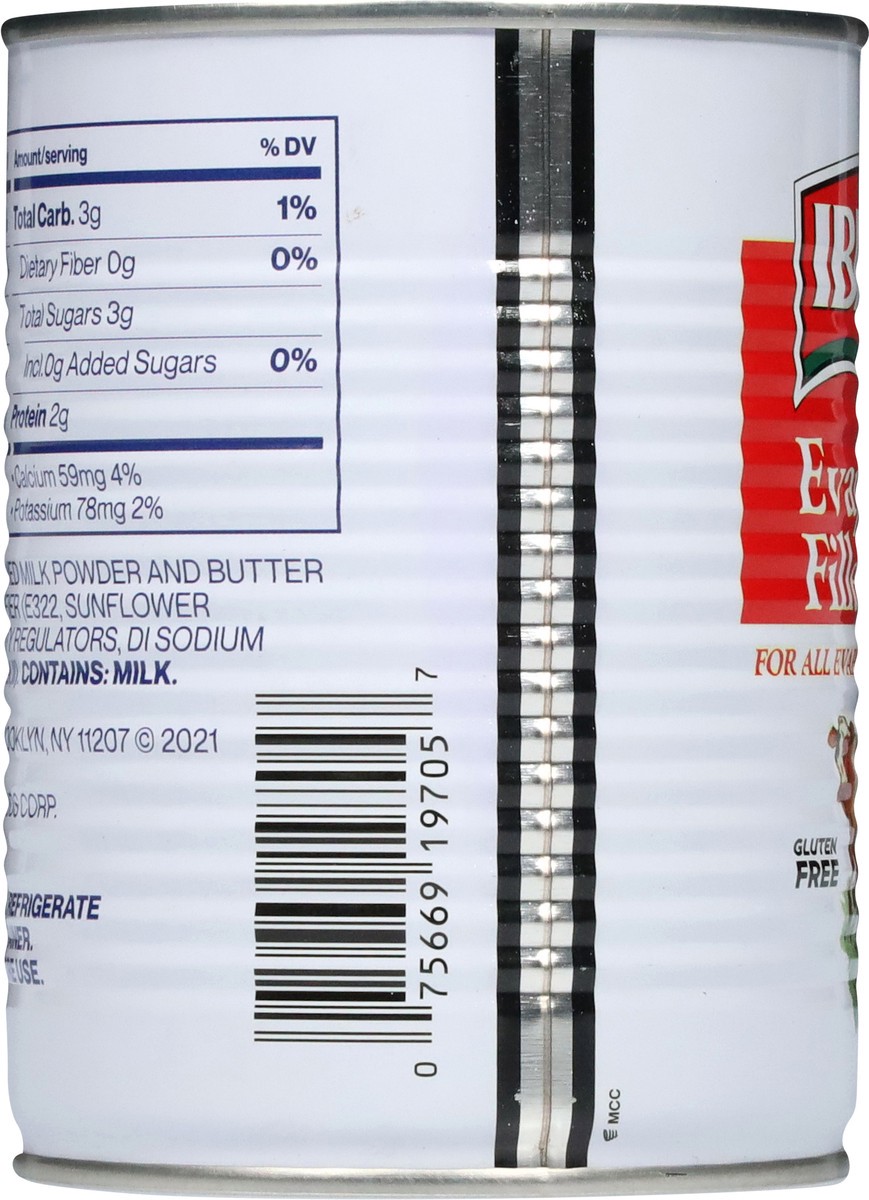 Amount/serving % DV
Total Carb. 3g 1%
Dietary Fiber 0g 0%
Total Sugars 3g
Incl.0g Added Sugars 0%
Protein 2g
•Calcium 59mg 4%
•Potassium 78mg 2%
MILK POWDER AND BUTTER
(E322, SUNFLOWER
REGULATORS, DI SODIUM
CONTAINS: MILK.
NY 11207 © 2021
CORP.
REFRIGERATE
USE.
0 75669 19705 7
MCC
IB
Eva
Fill
FOR ALL EVA
GLUTEN
FREE